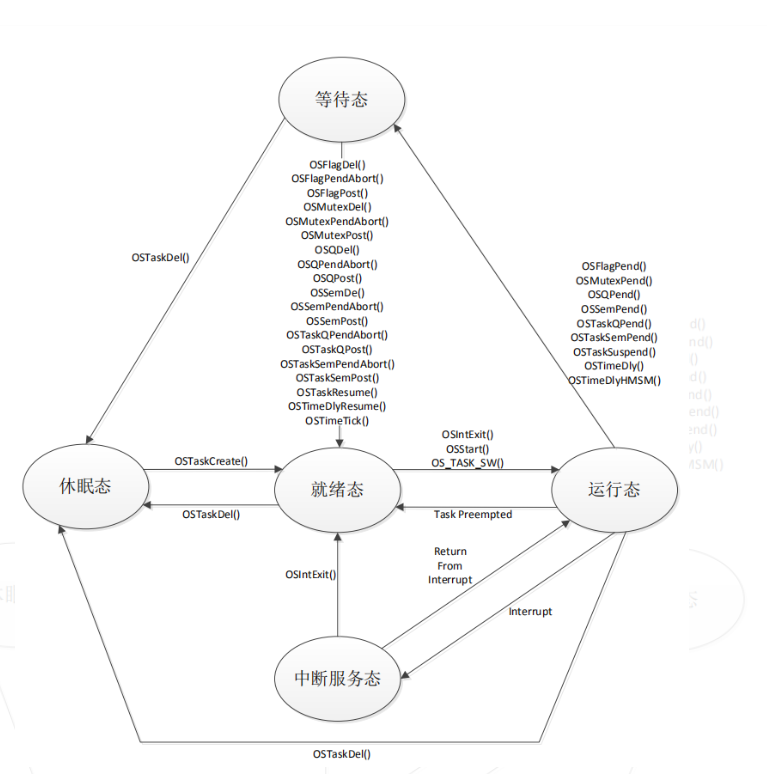 等待态
OSFlagDel()
OSFlagPendAbort()
OSFlagPost()
OSMutexDel()
OSMutexPendAbort()
OSMutexPost()
OSQDel()
OSQPendAbort()
OSQPost()
OSSemDe()
OSSemPendAbort()
OSSemPost()
OSTaskQPendAbort()
OSTaskQPost()
OSTaskSemPendAbort()
OSTaskSemPost()
OSTaskResume()
OSTimeDlyResume()
OSTimeTick()
OSTaskDel()
OSFlagPend()
OSMutexPend()
OSQPend()
OSSemPend()
OSTaskQPend()
OSTaskSemPend()
OSTaskSuspend()
OSTimeDly()
OSTimeDlyHMSM()
OSIntExit()
OSStart()
OS_TASK_SW()
休眠态
OSTaskCreate()
就绪态
运行态
OSTaskDel()
Task Preempted
Return
From
Interrupt
OSIntExit()
Interrupt
中断服务态
OSTaskDel()